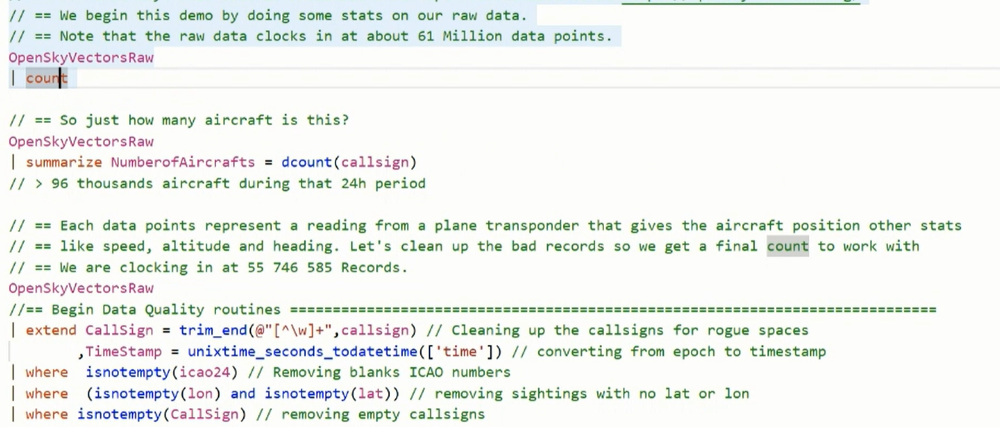 // == We begin this demo by doing some stats on our raw data.
// == Note that the raw data clocks in at about 61 Million data points.
OpenSkyVectorsRaw
| count
// == So just how many aircraft is this?
OpenSkyVectorsRaw
| summarize NumberofAircrafts = dcount(callsign)
// > 96 thousands aircraft during that 24h period
// == Each data points represent a reading from a plane transponder that gives the aircraft position other stats
// == like speed, altitude and heading. Let's clean up the bad records so we get a final count to work with
// == We are clocking in at 55 746 585 Records.
OpenSkyVectorsRaw
//== Begin Data Quality routines ============================================================================
| extend CallSign = trim_end(@"[^\w]+",callsign) // Cleaning up the callsigns for rogue spaces
,TimeStamp = unixtime_seconds_todatetime(['time']) // converting from epoch to timestamp
| where  isnotempty(icao24) // Removing blanks ICAO numbers
| where  (isnotempty(lon) and isnotempty(lat)) // removing sightings with no lat or lon
| where isnotempty(CallSign) // removing empty callsigns